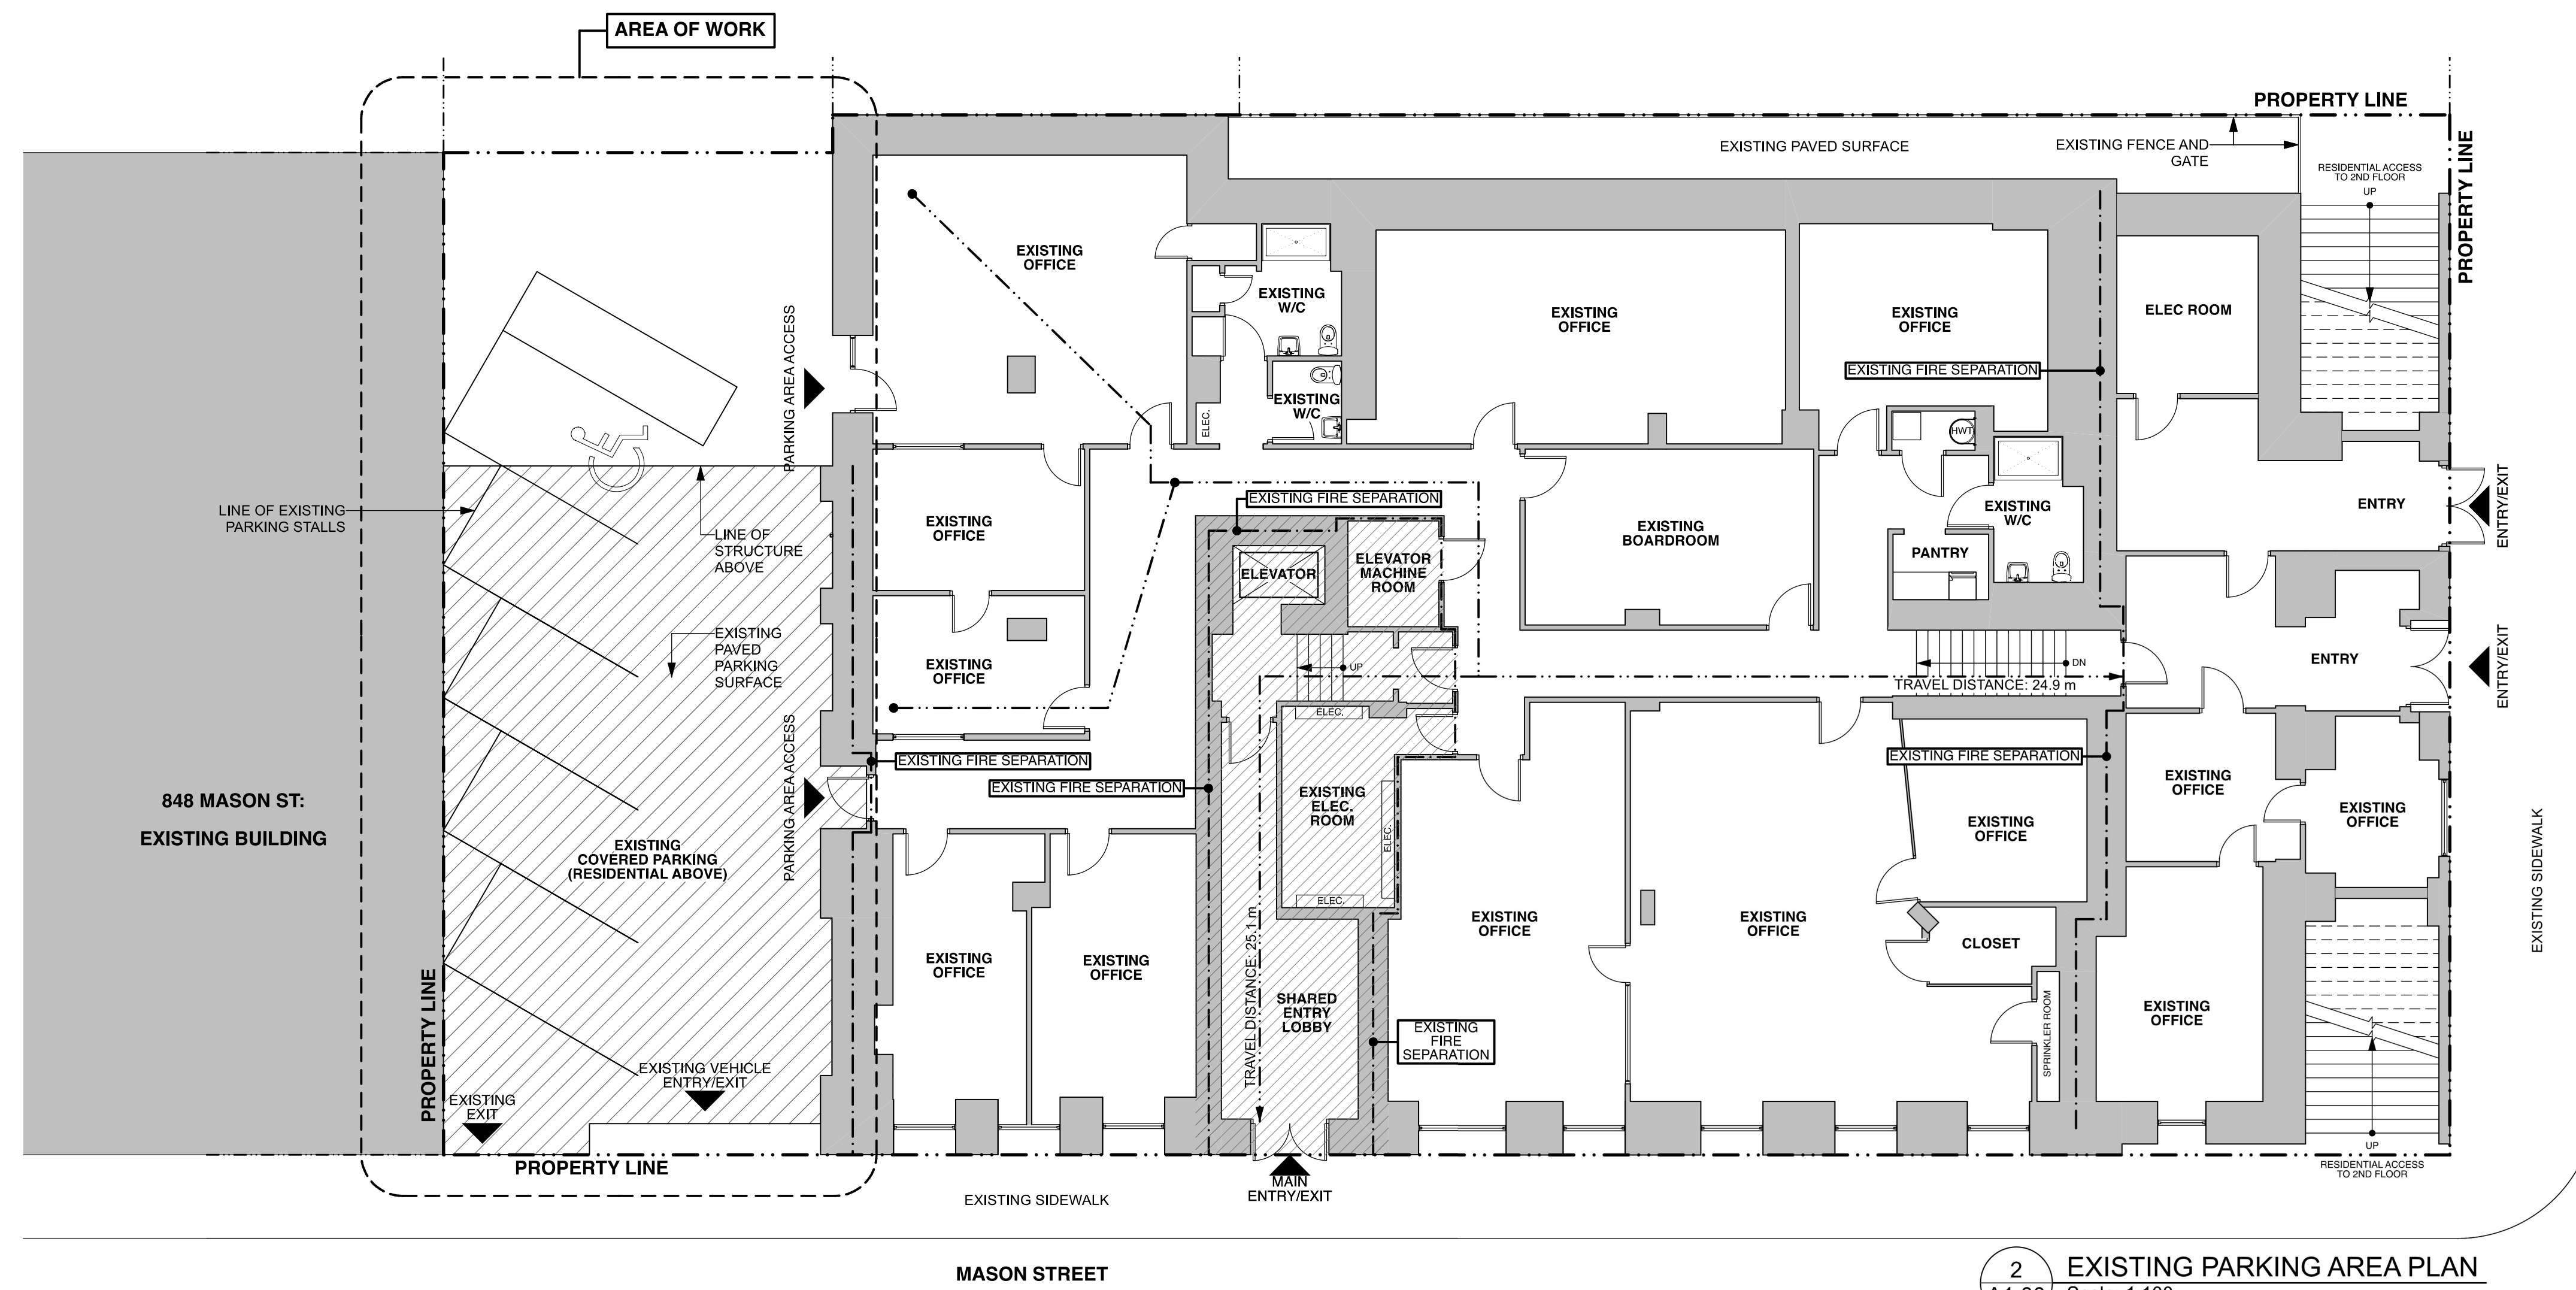 AREA OF WORK
PROPERTY LINE
PROPERTY LINE
EXISTING PAVED SURFACE
EXISTING FENCE AND
GATE
RESIDENTIAL ACCESS
TO 2ND FLOOR
UP
EXISTING
OFFICE
EXISTING
W/C
EXISTING
OFFICE
EXISTING
OFFICE
ELEC ROOM
PARKING AREA ACCESS
EXISTING FIRE SEPARATION
EXISTING
W/C
ELEC.
HWT
LINE OF EXISTING
PARKING STALLS
LINE OF
STRUCTURE
ABOVE
EXISTING
OFFICE
EXISTING FIRE SEPARATION
EXISTING
BOARDROOM
EXISTING
W/C
ENTRY
ENTRY/EXIT
PANTRY
ELEVATOR
ELEVATOR
MACHINE
ROOM
EXISTING
PAVED
PARKING
SURFACE
EXISTING
OFFICE
UP
DN
TRAVEL DISTANCE: 24.9 m
ENTRY
ENTRY/EXIT
ELEC.
PARKING AREA ACCESS
EXISTING FIRE SEPARATION
EXISTING FIRE SEPARATION
EXISTING FIRE SEPARATION
EXISTING
OFFICE
EXISTING
OFFICE
848 MASON ST:
EXISTING BUILDING
EXISTING
ELEC.
ROOM
ELEC.
EXISTING
OFFICE
EXISTING
COVERED PARKING
(RESIDENTIAL ABOVE)
EXISTING SIDEWALK
ELEC.
EXISTING
OFFICE
EXISTING
OFFICE
CLOSET
EXISTING
OFFICE
EXISTING
OFFICE
TRAVEL DISTANCE: 25.1 m
SHARED
ENTRY
LOBBY
EXISTING
OFFICE
SPRINKLER ROOM
EXISTING
FIRE
SEPARATION
PROPERTY LINE
EXISTING VEHICLE
ENTRY/EXIT
EXISTING
EXIT
UP
RESIDENTIAL ACCESS
TO 2ND FLOOR
PROPERTY LINE
MAIN
ENTRY/EXIT
EXISTING SIDEWALK
MASON STREET
2
EXISTING PARKING AREA PLAN